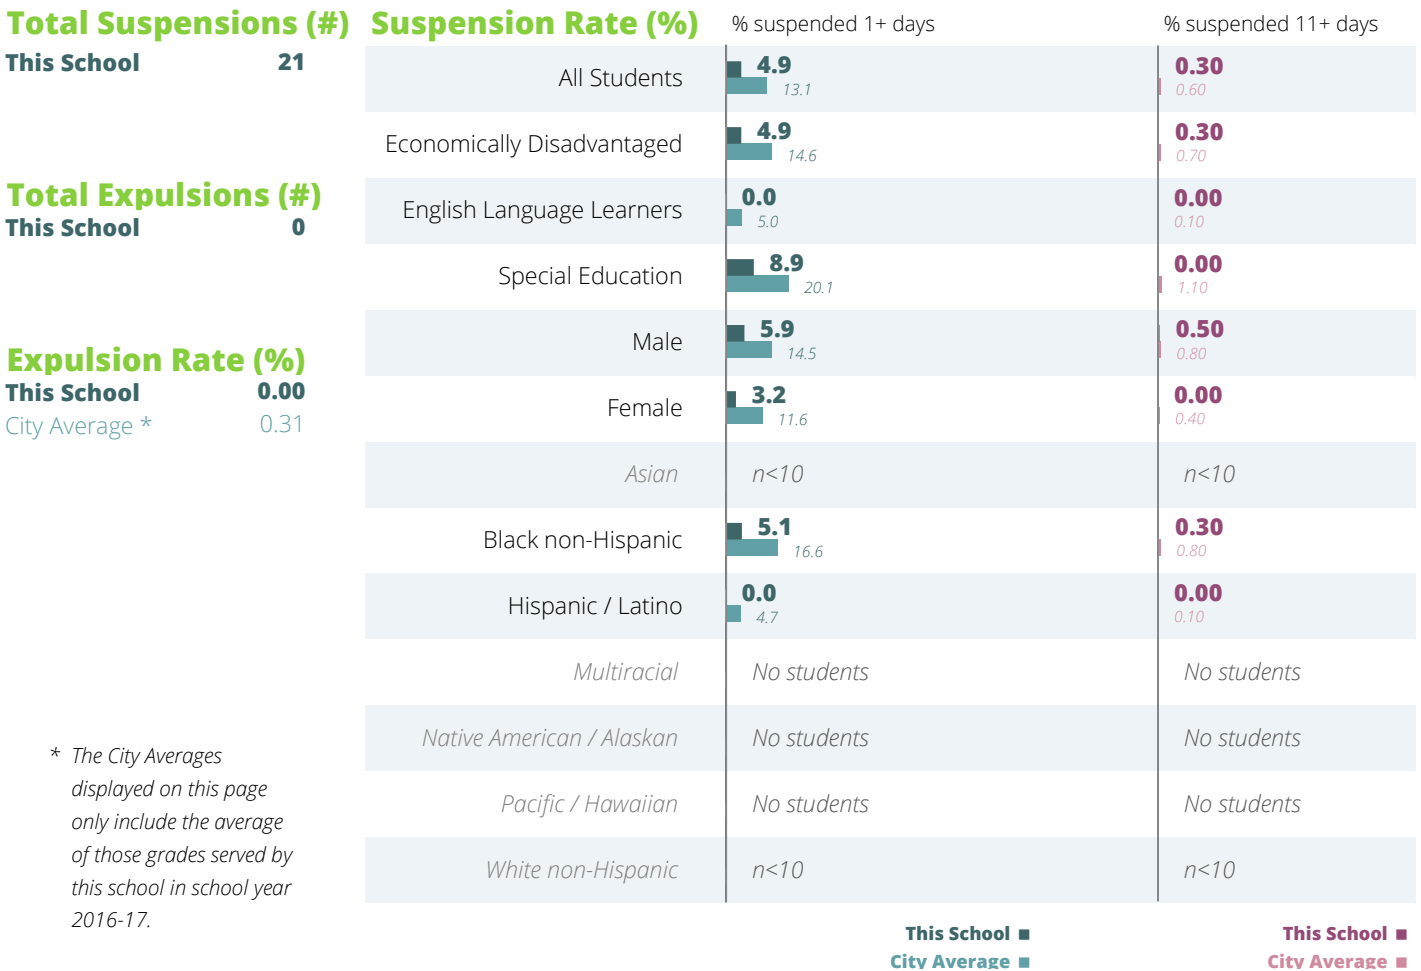 Total Suspensions (#)
This School 21
Total Expulsions (#)
This School 0
Expulsion Rate (%)
This School 0.00
City Average * 0.31
* The City Averages
displayed on this page
only include the average
of those grades served by
this school in school year
2016-17.
Suspension Rate (%) % suspended 1+ days % suspended 11+ days
All Students 4.9 0.30
13.1 0.60
Economically Disadvantaged 4.9 0.30
14.6 0.70
English Language Learners 0.0 0.00
5.0 0.10
Special Education 8.9 0.00
20.1 1.10
Male 5.9 0.50
14.5 0.80
Female 3.2 0.00
11.6 0.40
Asian n<10 n<10
Black non-Hispanic 5.1 0.30
16.6 0.80
Hispanic / Latino 0.0 0.00
4.7 0.10
Multiracial No students No students
Native American / Alaskan No students No students
Pacific / Hawaiian No students No students
White non-Hispanic n<10 n<10
This School This School
City Average City Average